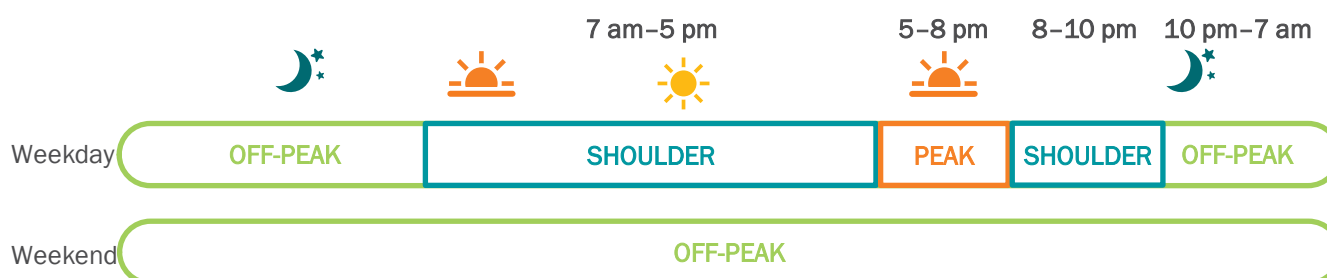 7 am–5 pm 5–8 pm 8–10 pm 10 pm–7 am
Weekday OFF-PEAK SHOULDER PEAK SHOULDER OFF-PEAK
Weekend OFF-PEAK